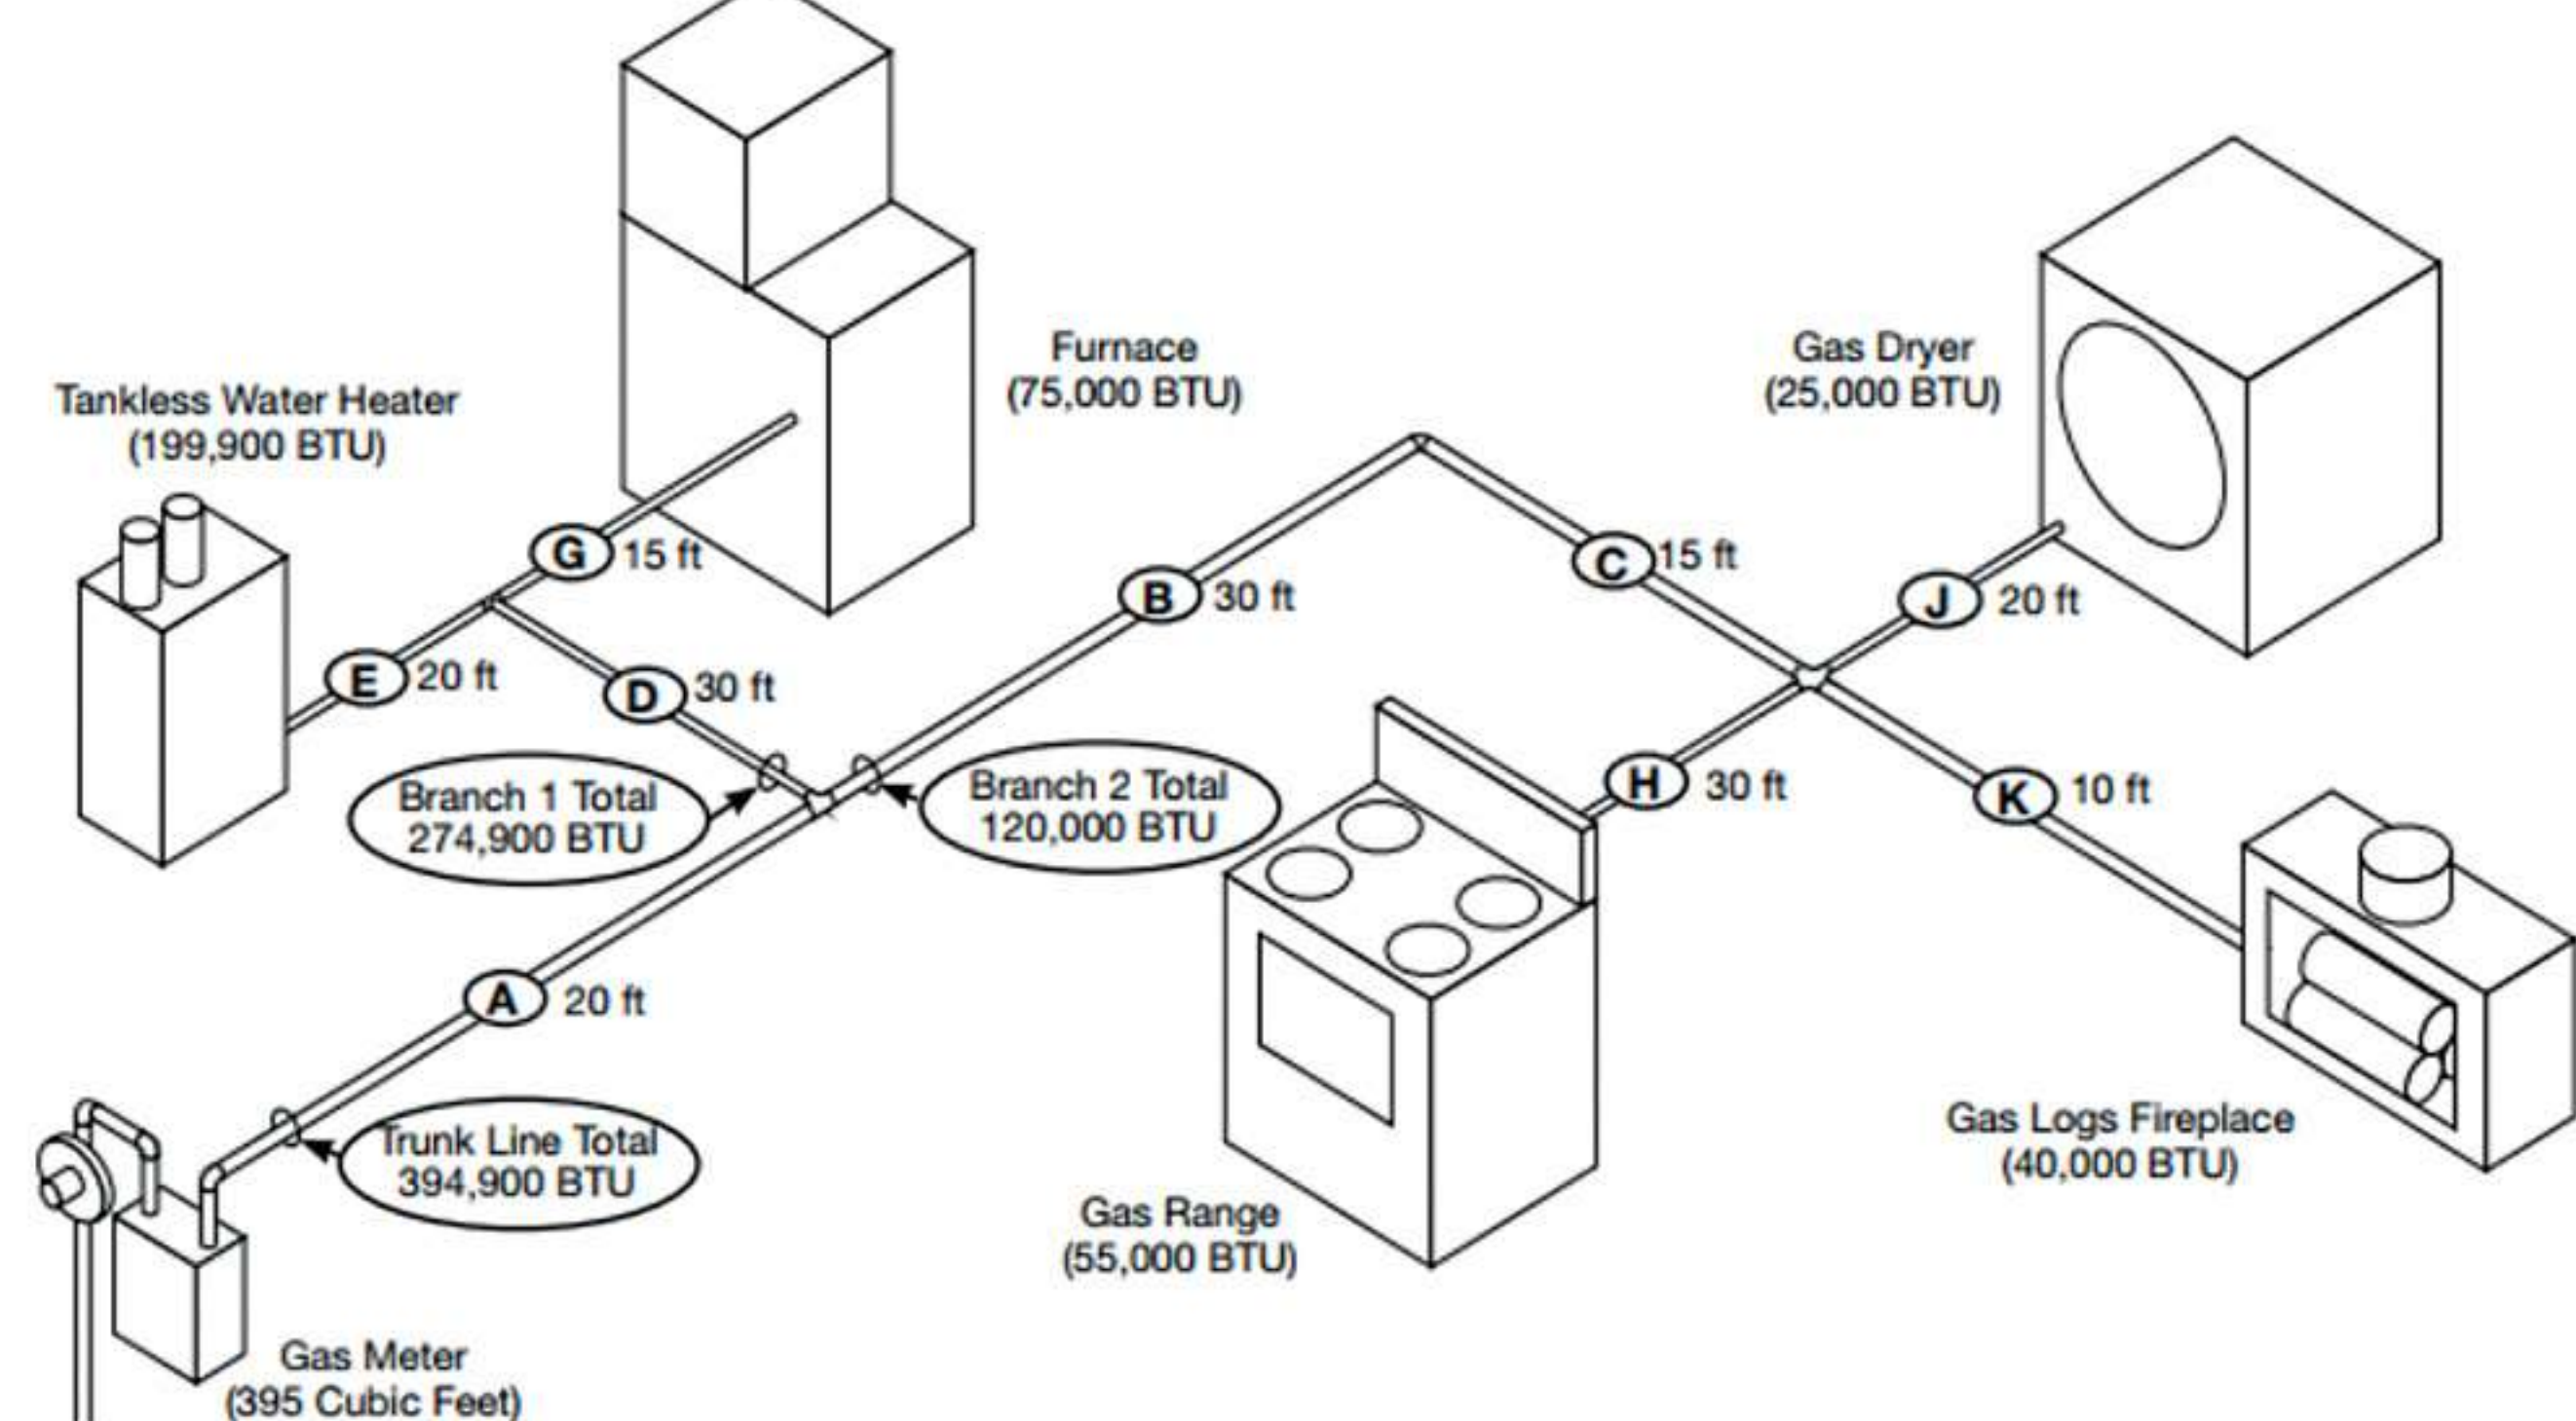 Furnace
(75,000 BTU)
Gas Dryer
(25,000 BTU)
Tankless Water Heater
(199,900 BTU)
G 15 ft
C 15 ft
B 30 ft
J 20 ft
E 20 ft
D 30 ft
Branch 1 Total
274,900 BTU
Branch 2 Total
120,000 BTU
H 30 ft
K 10 ft
A 20 ft
Trunk Line Total
394,900 BTU
Gas Logs Fireplace
(40,000 BTU)
Gas Range
(55,000 BTU)
Gas Meter
(395 Cubic Feet)